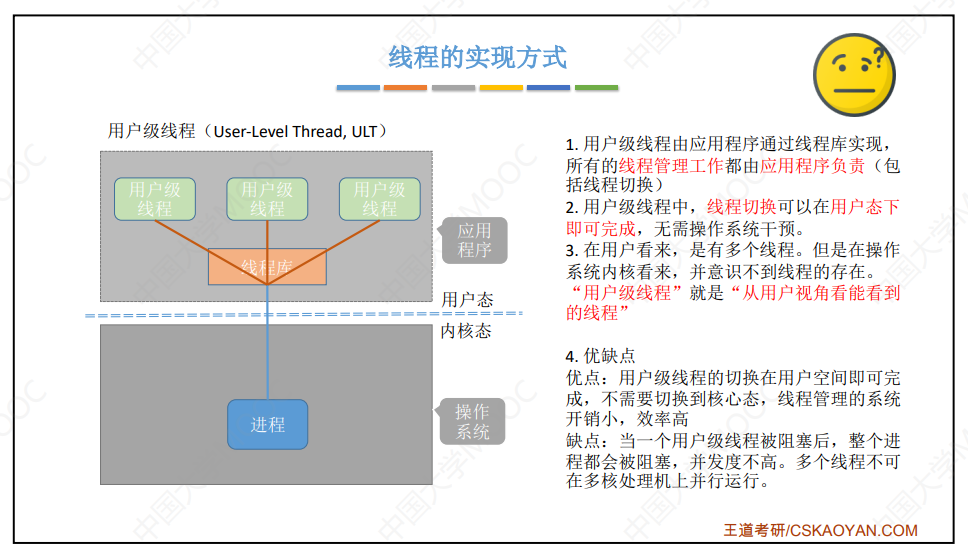 线程的实现方式
用户级线程（User-Level Thread, ULT）
用户级
线程
用户级
线程
用户级
线程
线程库
应用
程序
用户态
内核态
进程
操作
系统
1. 用户级线程由应用程序通过线程库实现，
所有的线程管理工作都由应用程序负责（包
括线程切换）
2. 用户级线程中，线程切换可以在用户态下
即可完成，无需操作系统干预。
3. 在用户看来，是有多个线程。但是在操作
系统内核看来，并意识不到线程的存在。
“用户级线程”就是“从用户视角看能看到
的线程”
4. 优缺点
优点：用户级线程的切换在用户空间即可完
成，不需要切换到核心态，线程管理的系统
开销小，效率高
缺点：当一个用户级线程被阻塞后，整个进
程都会被阻塞，并发度不高。多个线程不可
在多核处理机上并行运行。
王道考研/CSKAOYAN.COM
中国大学MOOC